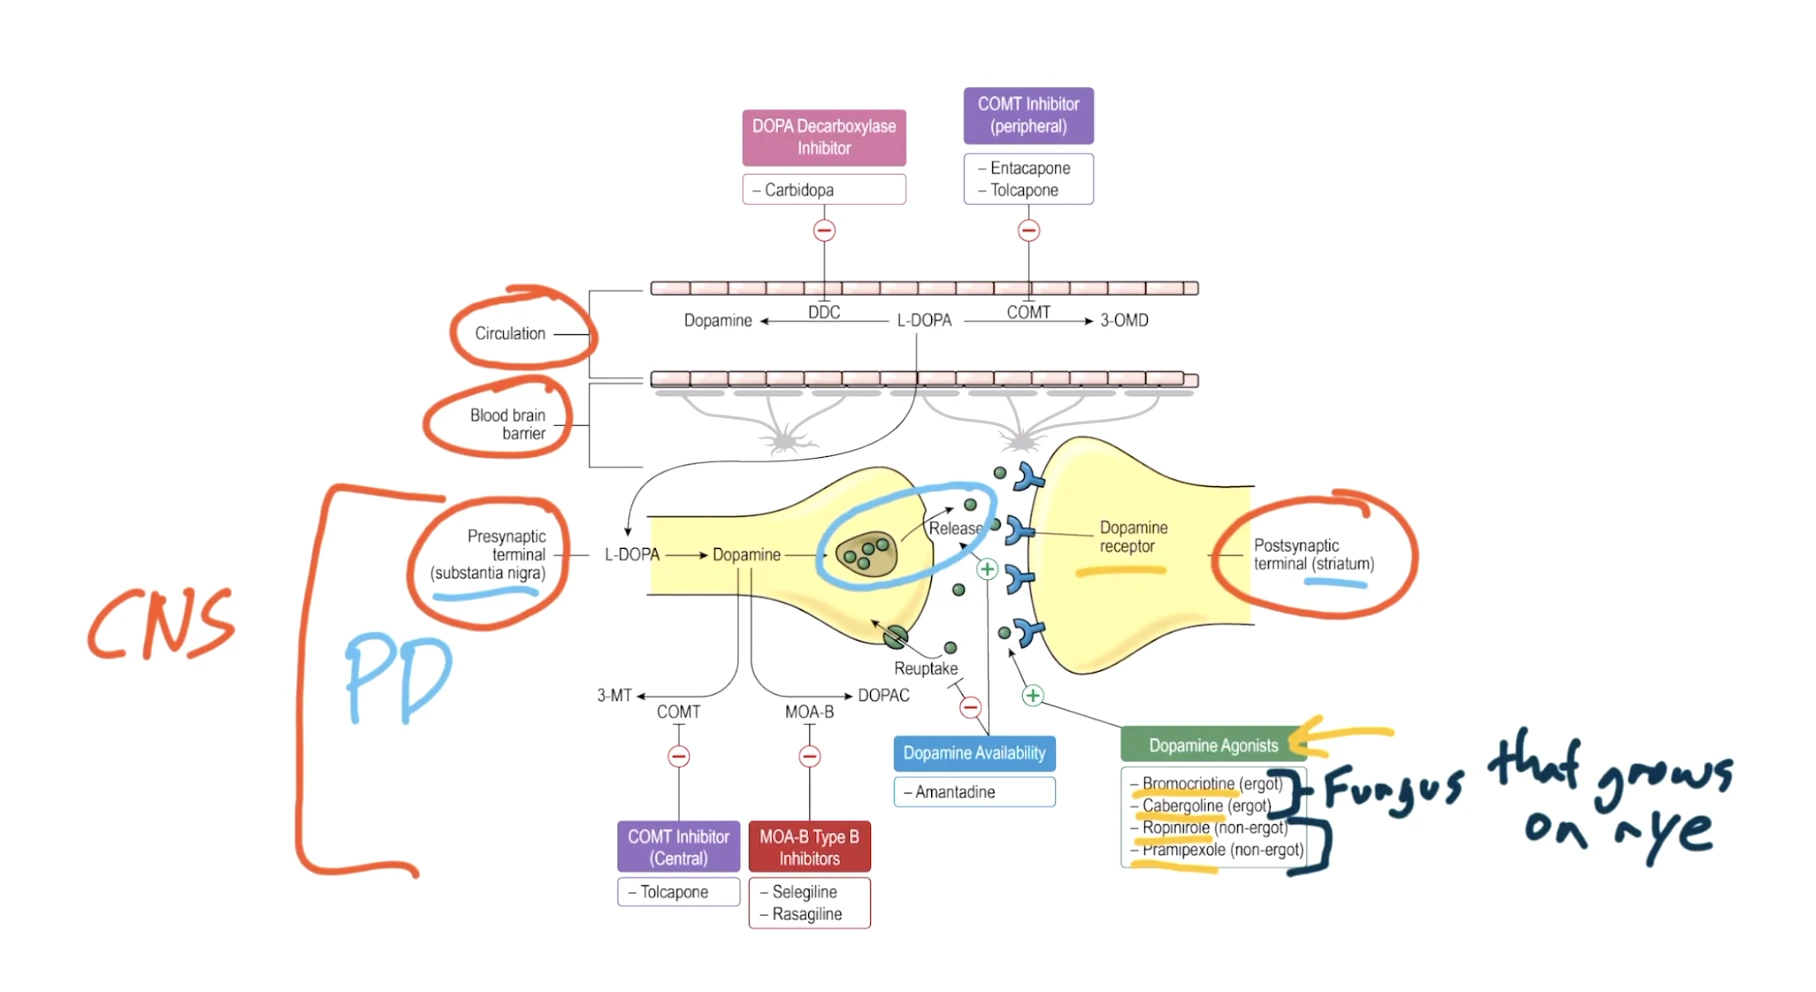 DOPA Decarboxylase
Inhibitor
– Carbidopa
COMT Inhibitor
(peripheral)
– Entacapone
– Tolcapone
Circulation
Dopamine
DDC
L-DOPA
COMT
3-OMD
Blood brain
barrier
CNS
PD
Presynaptic
terminal
(substantia nigra)
L-DOPA
Dopamine
Release
Dopamine
receptor
Postsynaptic
terminal (striatum)
Reuptake
3-MT
COMT
MOA-B
DOPAC
COMT Inhibitor
(Central)
– Tolcapone
MOA-B Type B
Inhibitors
– Selegiline
– Rasagiline
Dopamine Availability
– Amantadine
Dopamine Agonists
– Bromocriptine (ergot)
– Cabergoline (ergot)
– Ropinirole (non-ergot)
– Pramipexole (non-ergot)
Fungus that grows
on rye